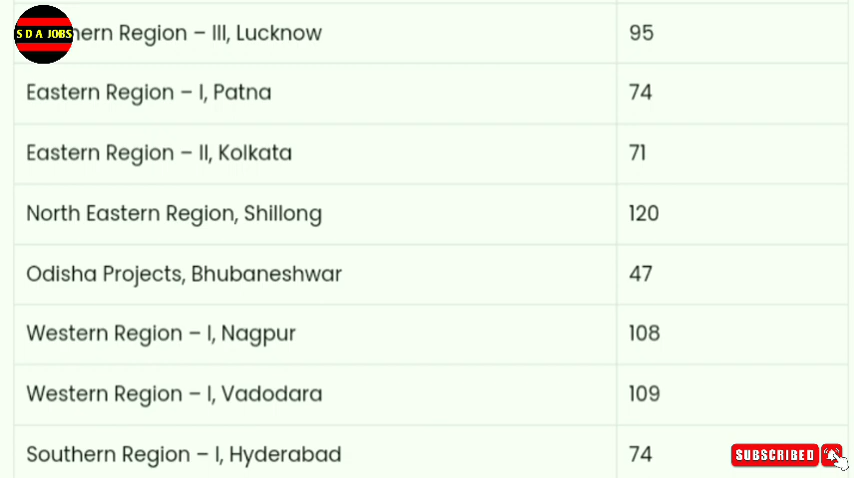 S D A JOBS
hern Region – III, Lucknow 95
Eastern Region – I, Patna 74
Eastern Region – II, Kolkata 71
North Eastern Region, Shillong 120
Odisha Projects, Bhubaneshwar 47
Western Region – I, Nagpur 108
Western Region – I, Vadodara 109
Southern Region – I, Hyderabad 74
SUBSCRIBED